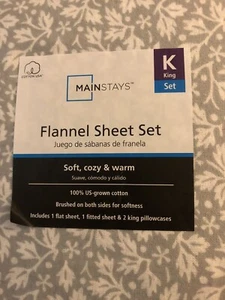 MAINSTAYS™
K
King
Set
Flannel Sheet Set
Juego de sábanas de franela
Soft, cozy & warm
Suave, cómodo y cálido
100% US-grown cotton
Brushed on both sides for softness
Includes 1 flat sheet, 1 fitted sheet & 2 king pillowcases